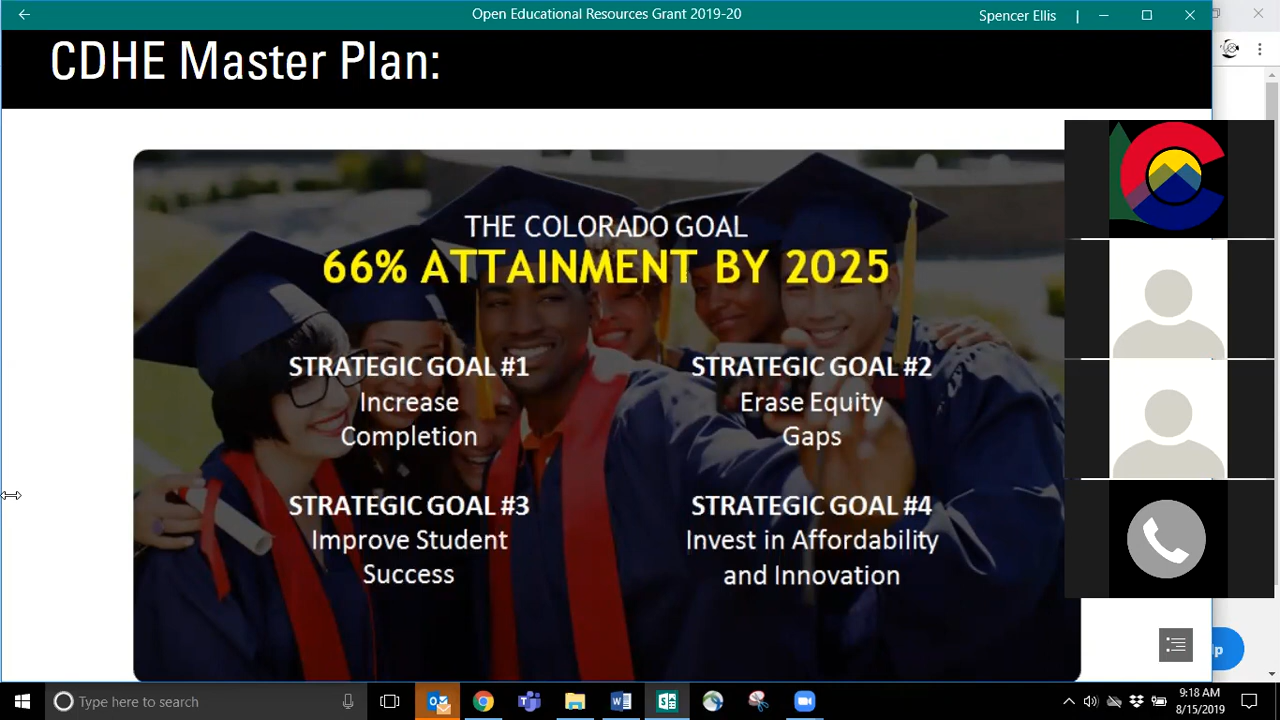 Open Educational Resources Grant 2019-20
Spencer Ellis
CDHE Master Plan:
THE COLORADO GOAL
66% ATTAINMENT BY 2025
STRATEGIC GOAL #1
Increase
Completion
STRATEGIC GOAL #2
Erase Equity
Gaps
STRATEGIC GOAL #3
Improve Student
Success
STRATEGIC GOAL #4
Invest in Affordability
and Innovation
Type here to search
9:18 AM
8/15/2019